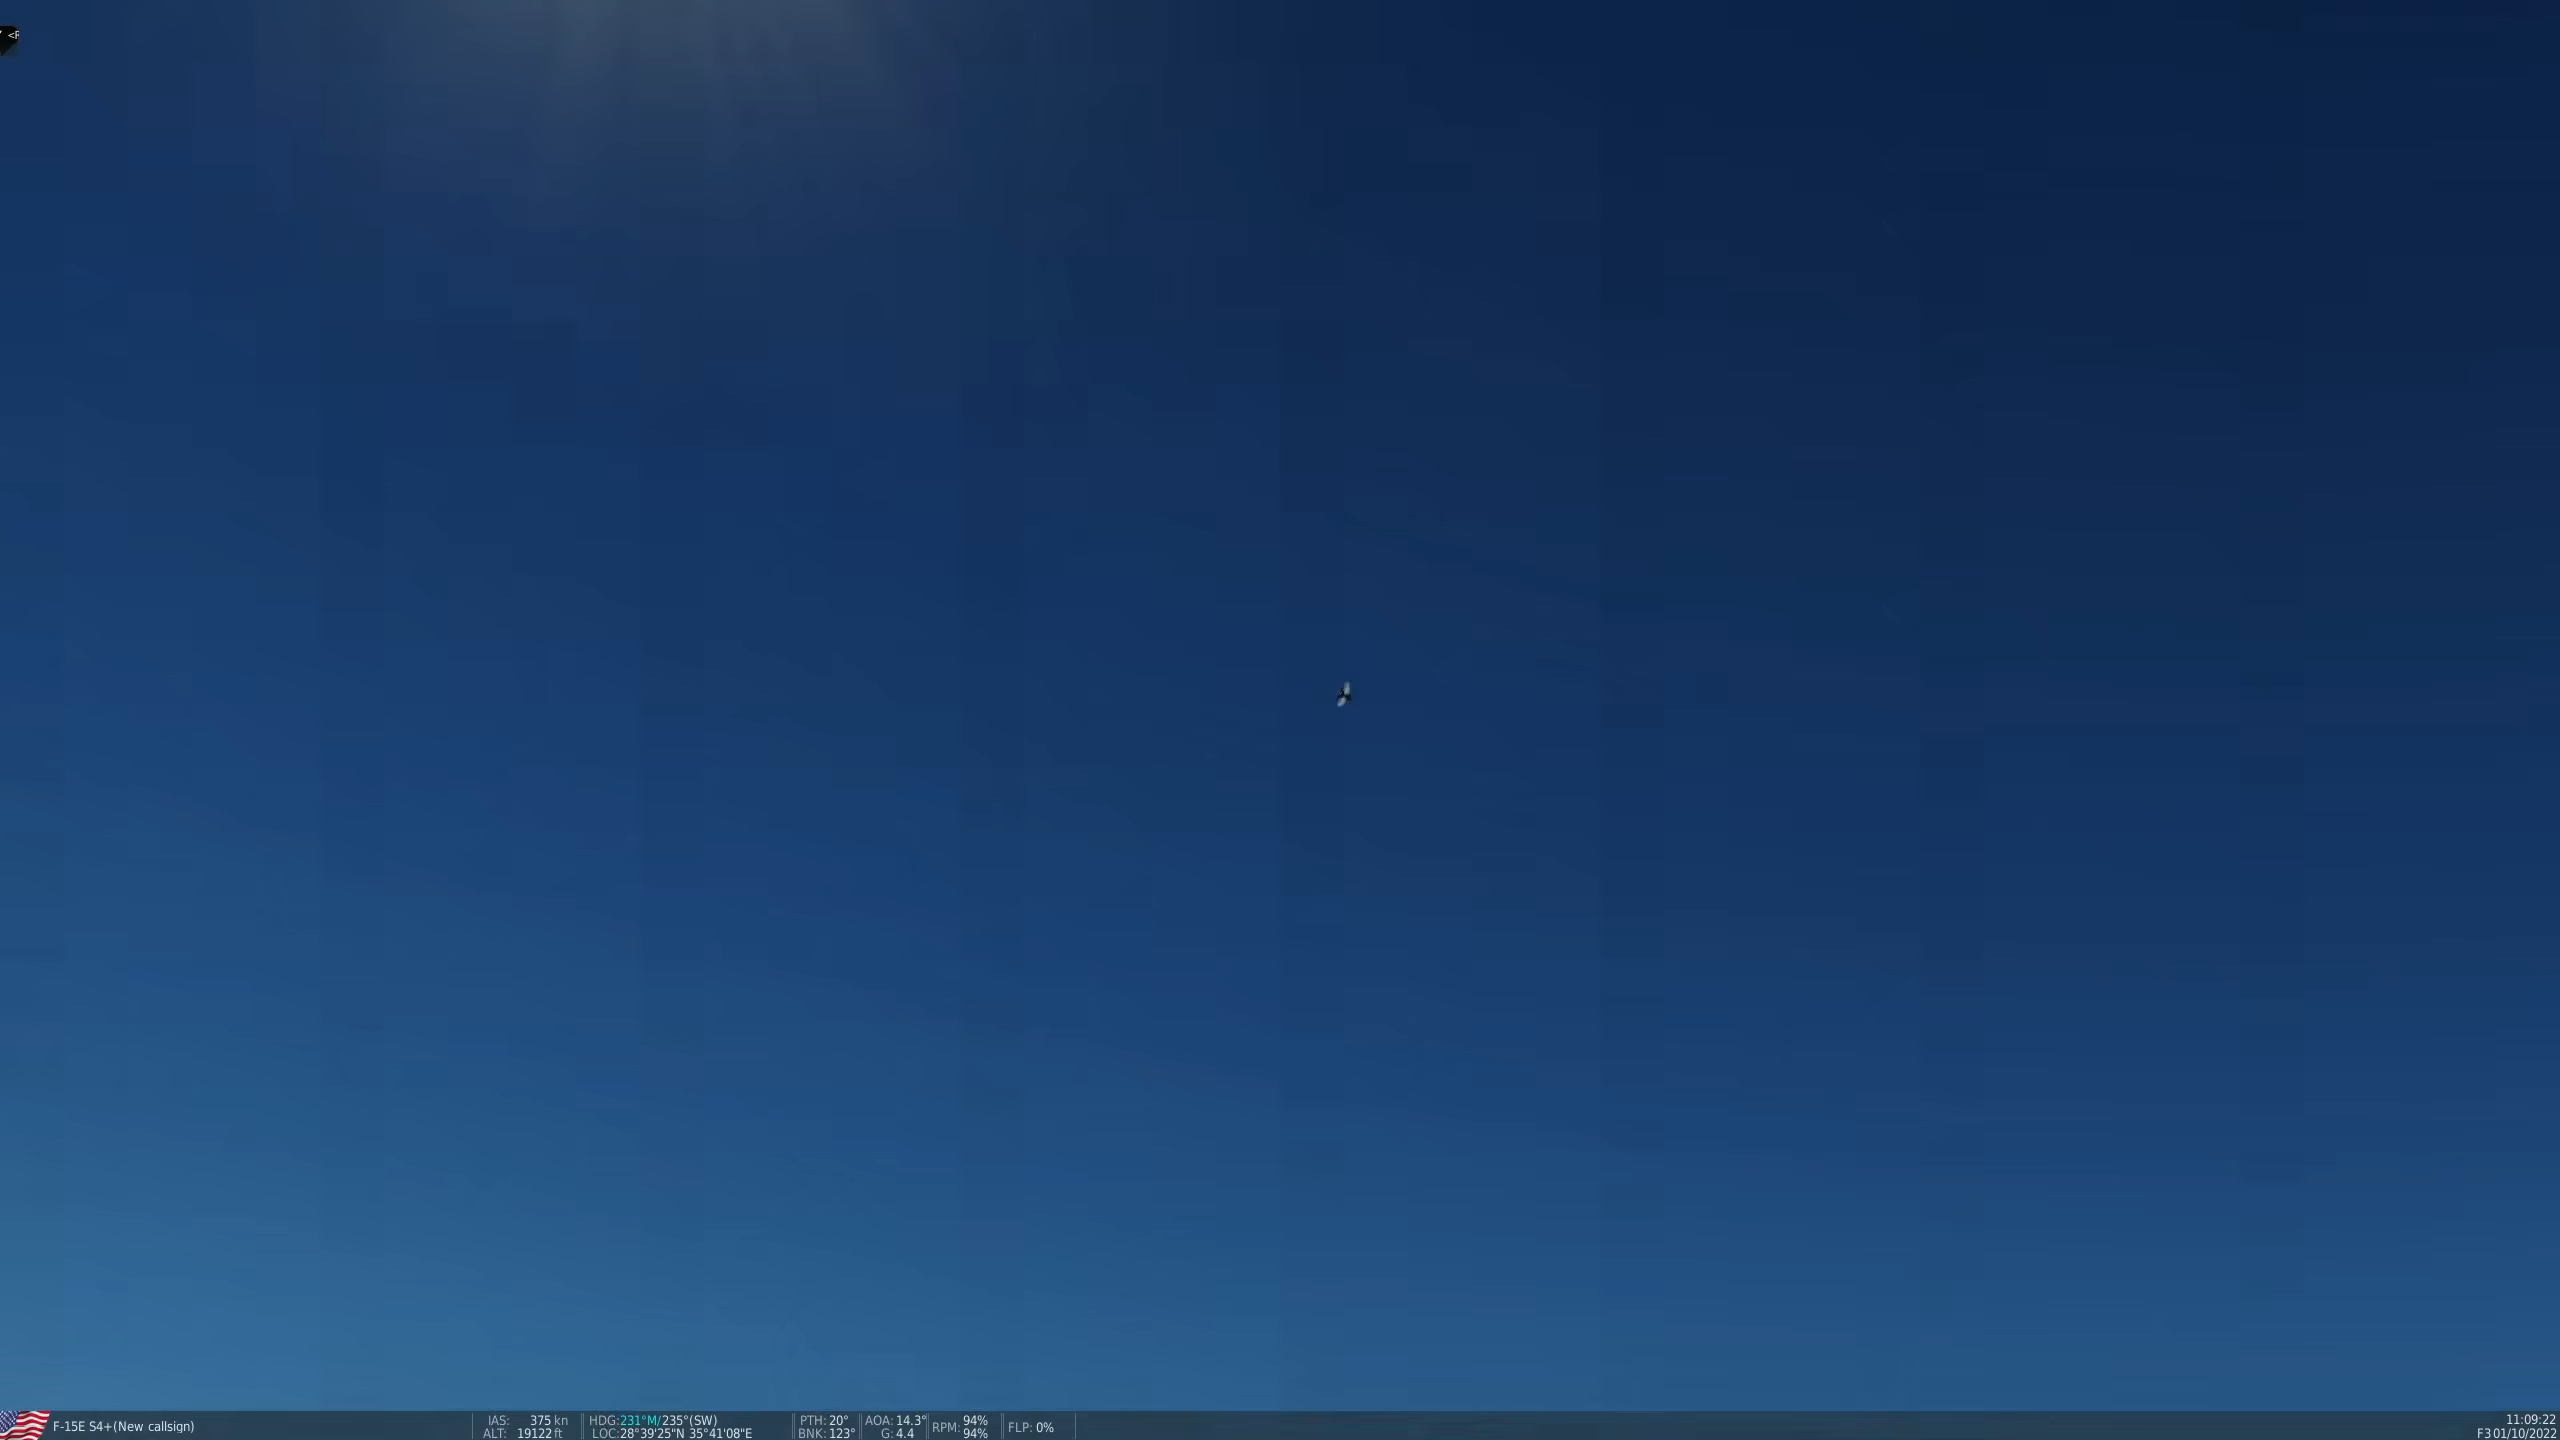 <R
F-15E S4+(New callsign)
IAS: 375 kn
ALT: 19122 ft
HDG:231°M/235°(SW)
LOC:28°39'25"N 35°41'08"E
PTH: 20°
BNK: 123°
AOA: 14.3°
G: 4.4
RPM: 94%
94%
FLP: 0%
11:09:22
F3 01/10/2022